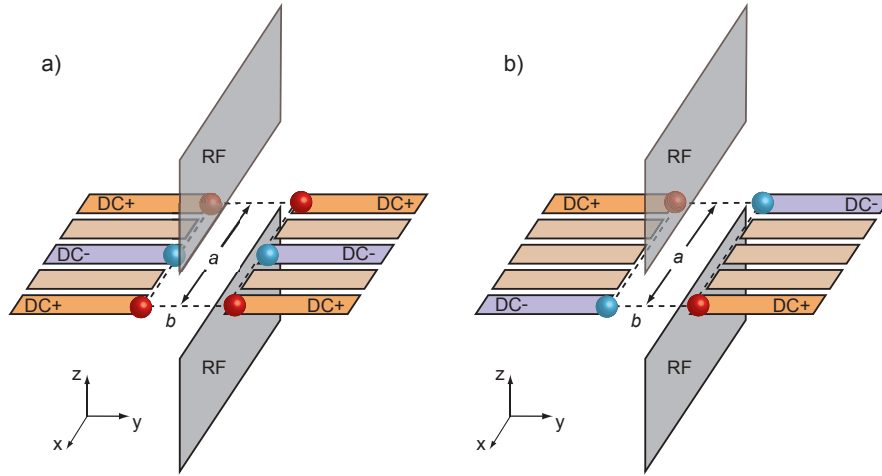 a)
RF
DC+
DC+
DC-
DC-
a
DC+
DC+
b
RF
z
y
x
b)
RF
DC+
DC-
a
DC-
DC+
b
RF
z
y
x